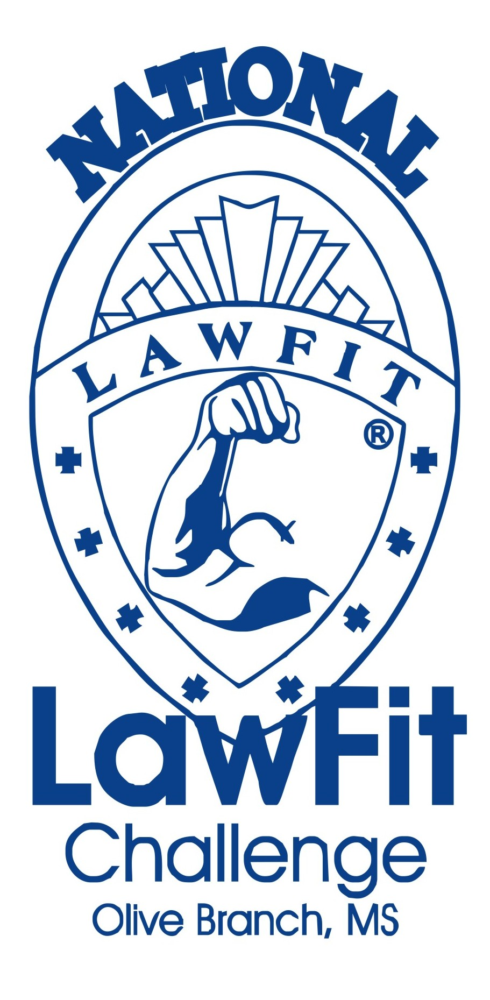 NATIONAL
LAWFIT
®
LawFit
Challenge
Olive Branch, MS